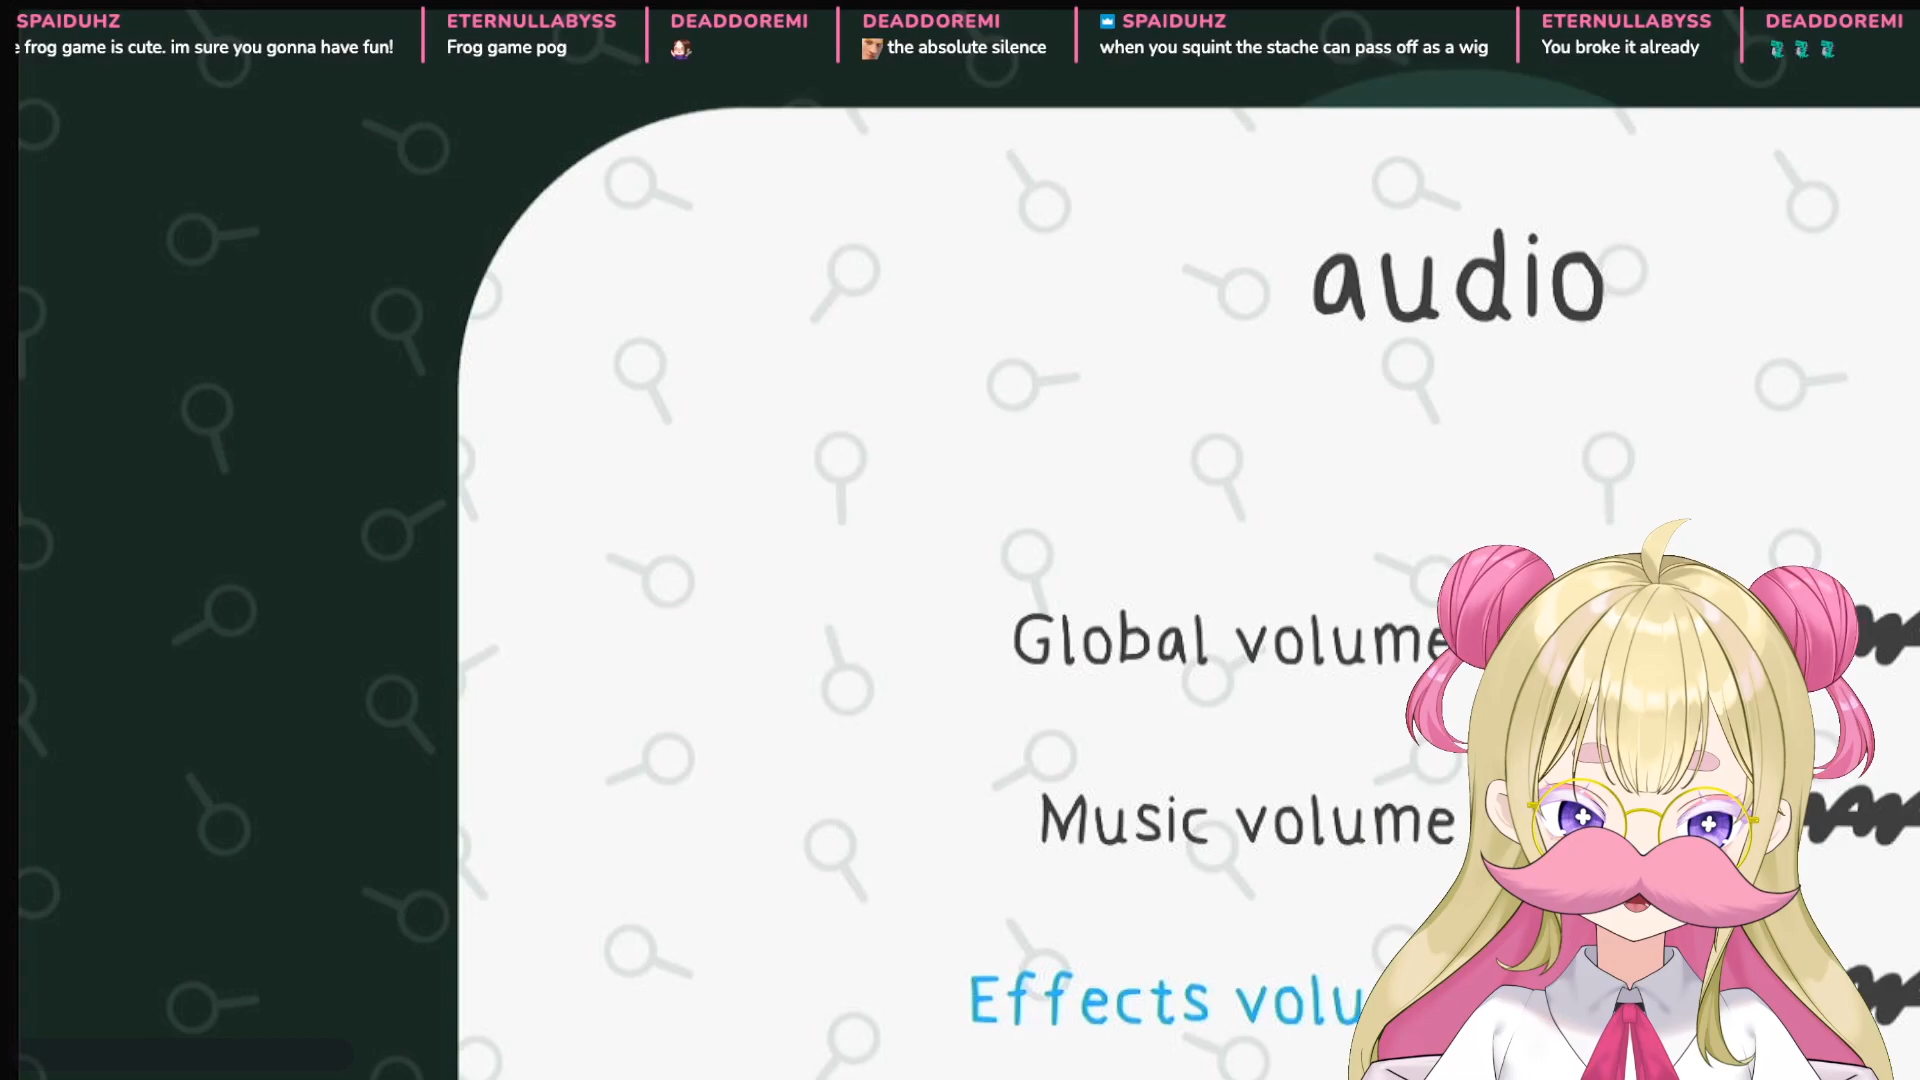 SPAIDUHZ
frog game is cute. im sure you gonna have fun!
ETERNULLABYSS
Frog game pog
DEADDOREMI
DEADDOREMI
the absolute silence
SPAIDUHZ
when you squint the stache can pass off as a wig
ETERNULLABYSS
You broke it already
DEADDOREMI
audio
Global volume
Music volume
Effects volu